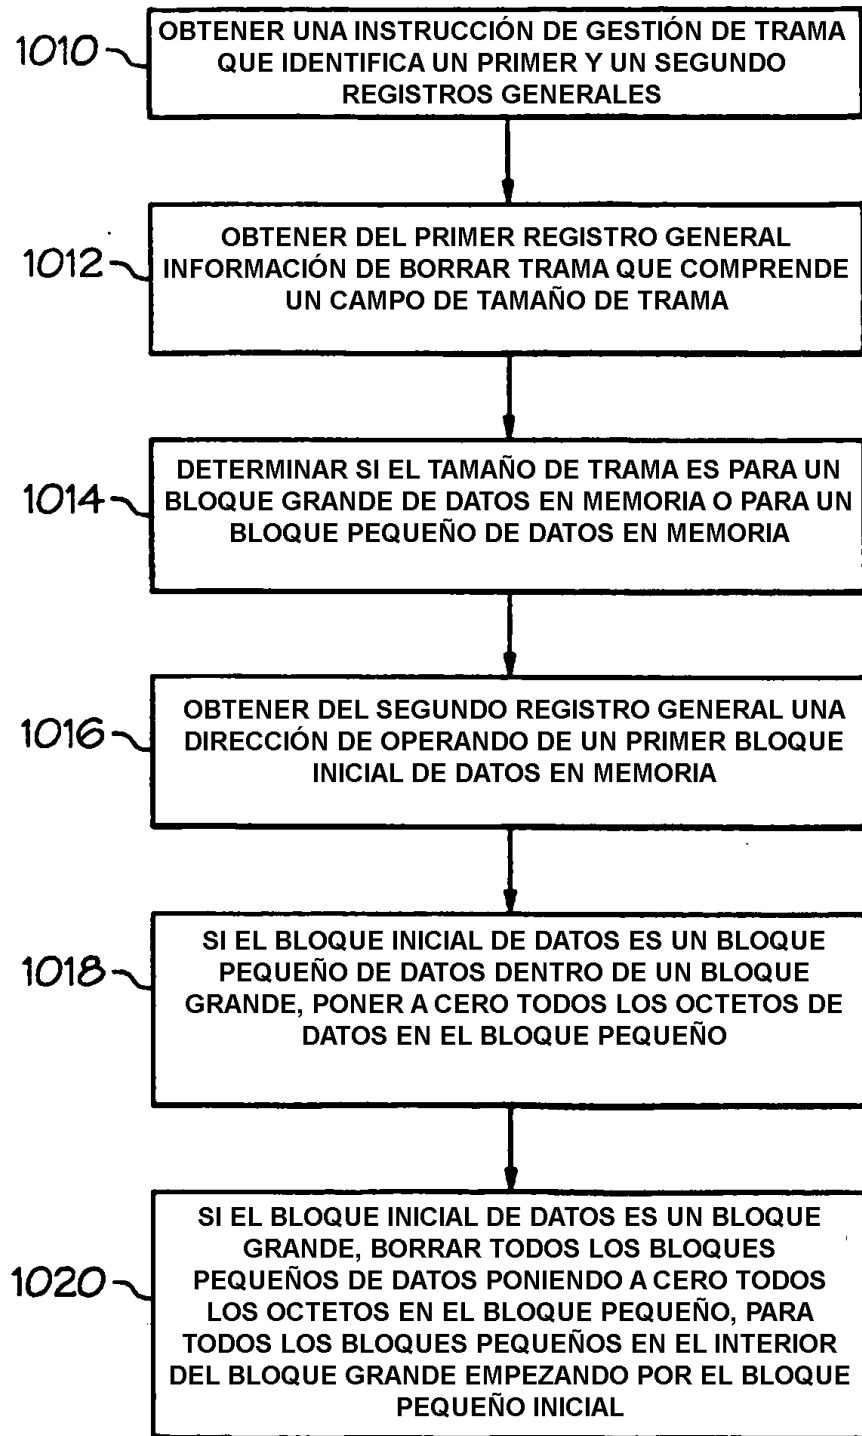 1010
OBTENER UNA INSTRUCCIÓN DE GESTIÓN DE TRAMA
QUE IDENTIFICA UN PRIMER Y UN SEGUNDO
REGISTROS GENERALES
1012
OBTENER DEL PRIMER REGISTRO GENERAL
INFORMACIÓN DE BORRAR TRAMA QUE COMPRENDE
UN CAMPO DE TAMAÑO DE TRAMA
1014
DETERMINAR SI EL TAMAÑO DE TRAMA ES PARA UN
BLOQUE GRANDE DE DATOS EN MEMORIA O PARA UN
BLOQUE PEQUEÑO DE DATOS EN MEMORIA
1016
OBTENER DEL SEGUNDO REGISTRO GENERAL UNA
DIRECCIÓN DE OPERANDO DE UN PRIMER BLOQUE
INICIAL DE DATOS EN MEMORIA
1018
SI EL BLOQUE INICIAL DE DATOS ES UN BLOQUE
PEQUEÑO DE DATOS DENTRO DE UN BLOQUE
GRANDE, PONER A CERO TODOS LOS OCTETOS DE
DATOS EN EL BLOQUE PEQUEÑO
1020
SI EL BLOQUE INICIAL DE DATOS ES UN BLOQUE
GRANDE, BORRAR TODOS LOS BLOQUES
PEQUEÑOS DE DATOS PONIENDO A CERO TODOS
LOS OCTETOS EN EL BLOQUE PEQUEÑO, PARA
TODOS LOS BLOQUES PEQUEÑOS EN EL INTERIOR
DEL BLOQUE GRANDE EMPEZANDO POR EL BLOQUE
PEQUEÑO INICIAL